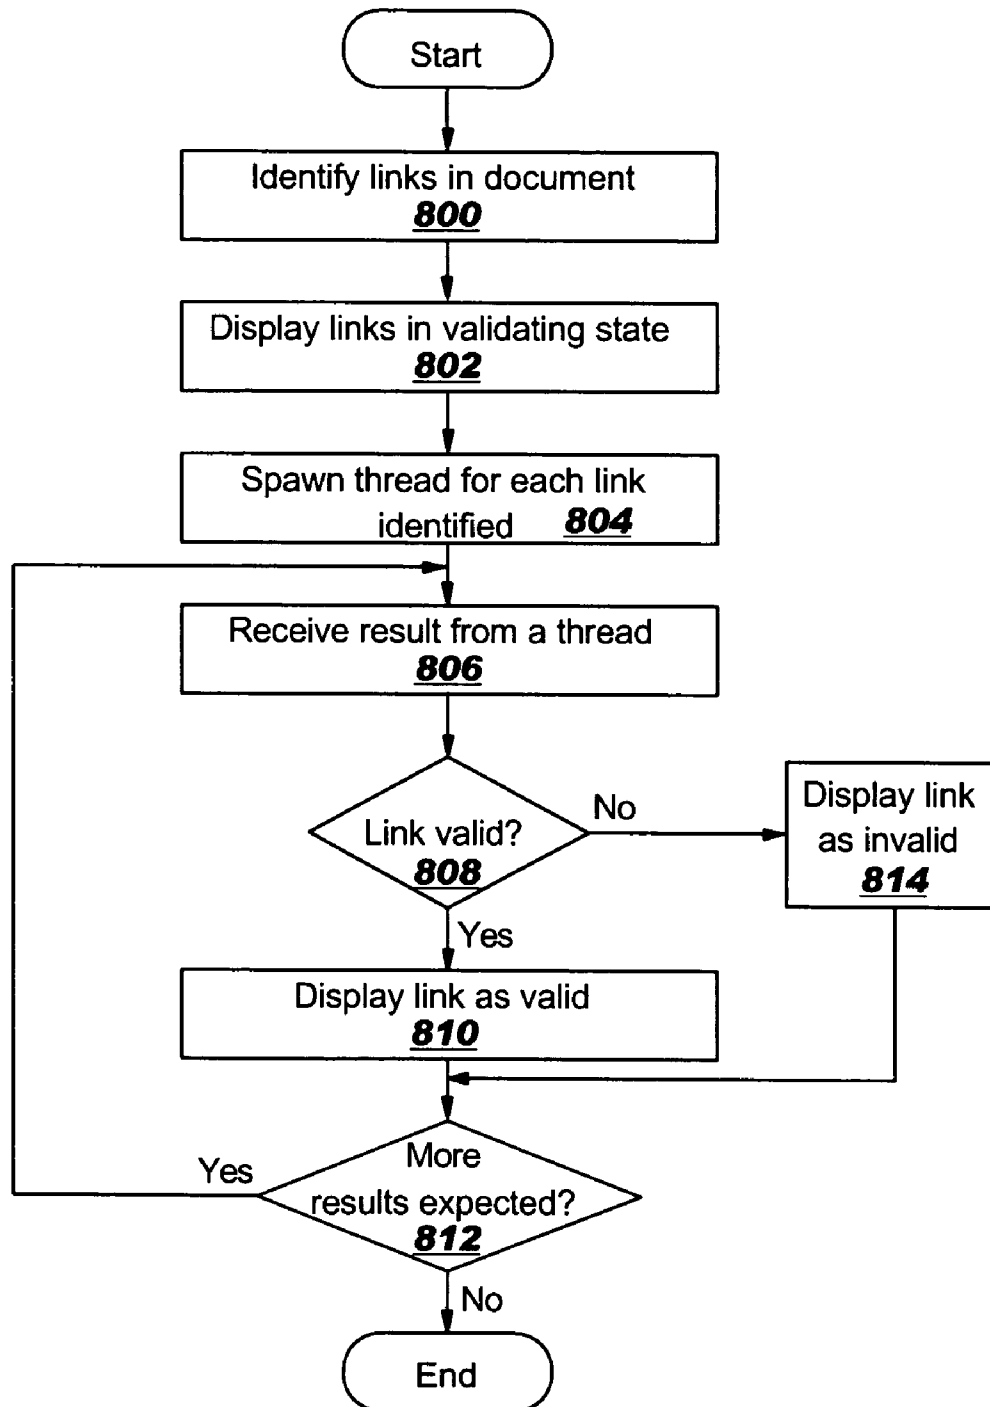 Start
Identify links in document
800
Display links in validating state
802
Spawn thread for each link
identified 804
Receive result from a thread
806
Link valid?
808
No
Display link
as invalid
814
Yes
Display link as valid
810
More
results expected?
812
Yes
No
End